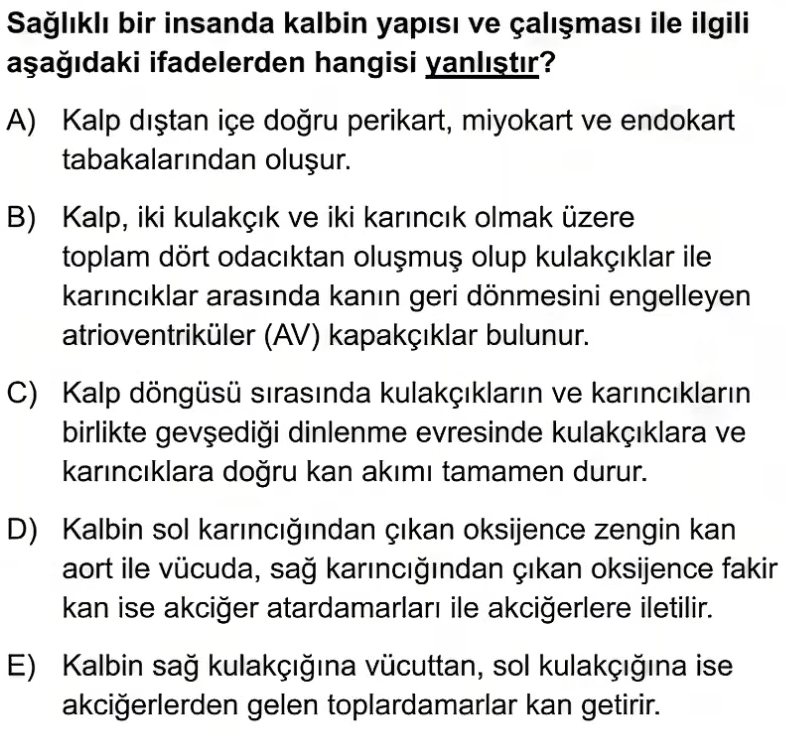 Sağlıklı bir insanda kalbin yapısı ve çalışması ile ilgili
aşağıdaki ifadelerden hangisi yanlıştır?
A) Kalp dıştan içe doğru perikart, miyokart ve endokart
tabakalarından oluşur.
B) Kalp, iki kulakçık ve iki karıncık olmak üzere
toplam dört odacıktan oluşmuş olup kulakçıklar ile
karıncıklar arasında kanın geri dönmesini engelleyen
atrioventriküler (AV) kapakçıklar bulunur.
C) Kalp döngüsü sırasında kulakçıkların ve karıncıkların
birlikte gevşediği dinlenme evresinde kulakçıklara ve
karıncıklara doğru kan akımı tamamen durur.
D) Kalbin sol karıncığından çıkan oksijence zengin kan
aort ile vücuda, sağ karıncığından çıkan oksijence fakir
kan ise akciğer atardamarları ile akciğerlere iletilir.
E) Kalbin sağ kulakçığına vücuttan, sol kulakçığına ise
akciğerlerden gelen toplardamarlar kan getirir.